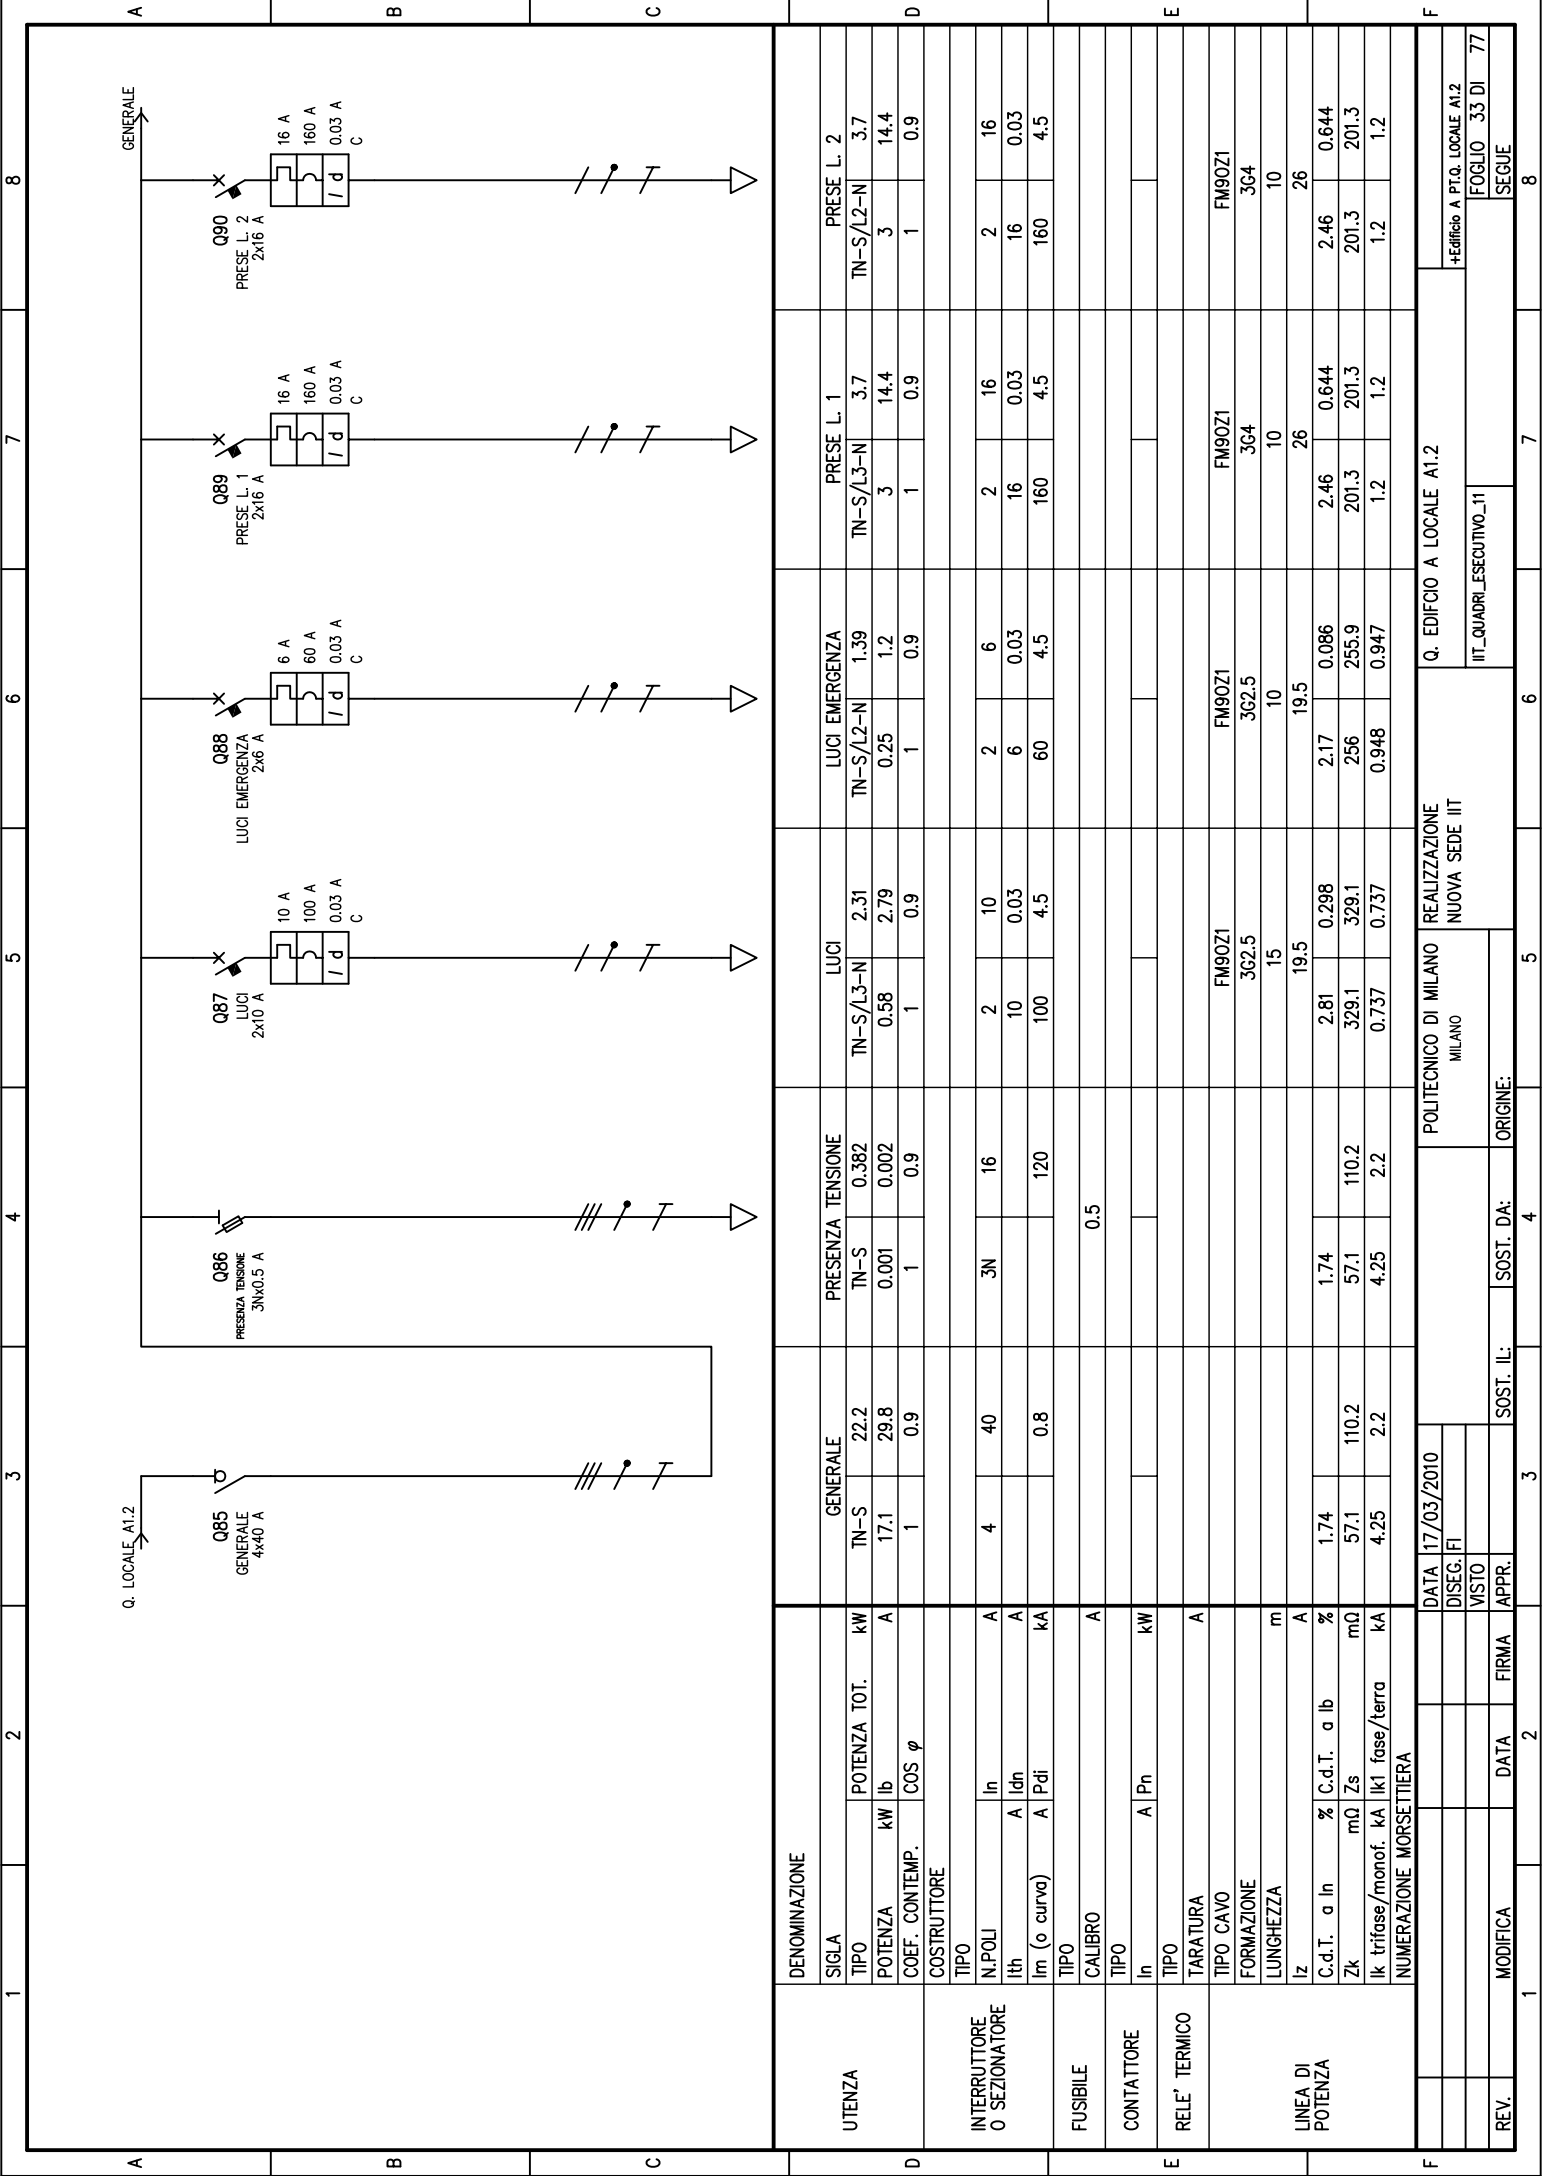 1 2 3 4 5 6 7 8
A
B
C
D
E
F
Q. LOCALE A1.2
GENERALE
Q85
GENERALE
4x40 A
Q86
PRESENZA TENSIONE
3Nx0.5 A
Q87
LUCI
2x10 A
10 A
100 A
I d 0.03 A
C
Q88
LUCI EMERGENZA
2x6 A
6 A
60 A
I d 0.03 A
C
Q89
PRESE L. 1
2x16 A
16 A
160 A
I d 0.03 A
C
Q90
PRESE L. 2
2x16 A
16 A
160 A
I d 0.03 A
C
UTENZA
DENOMINAZIONE
SIGLA GENERALE PRESENZA TENSIONE LUCI LUCI EMERGENZA PRESE L. 1 PRESE L. 2
TIPO POTENZA TOT. kW TN-S 22.2 TN-S 0.382 TN-S/L3-N 2.31 TN-S/L2-N 1.39 TN-S/L3-N 3.7 TN-S/L2-N 3.7
POTENZA kW Ib A 17.1 29.8 0.001 0.002 0.58 2.79 0.25 1.2 3 14.4 3 14.4
COEF. CONTEMP. COS φ 1 0.9 1 0.9 1 0.9 1 0.9 1 0.9 1 0.9
INTERRUTTORE
O SEZIONATORE
COSTRUTTORE
TIPO
N.POLI In A 4 40 3N 16 2 10 2 6 2 16 2 16
Ith A Idn A 10 0.03 6 0.03 16 0.03 16 0.03
Im (o curva) A Pdi kA 0.8 120 100 4.5 60 4.5 160 4.5 160 4.5
FUSIBILE
TIPO
CALIBRO A 0.5
CONTATTORE
TIPO
In A Pn kW
RELE' TERMICO
TIPO
TARATURA A
LINEA DI
POTENZA
TIPO CAVO FM9OZ1 FM9OZ1 FM9OZ1 FM9OZ1
FORMAZIONE 3G2.5 3G2.5 3G4 3G4
LUNGHEZZA m 15 10 10 10
Iz A 19.5 19.5 26 26
C.d.T. a In % C.d.T. a Ib % 1.74 1.74 2.81 0.298 2.17 0.086 2.46 0.644 2.46 0.644
Zk mΩ Zs mΩ 57.1 110.2 57.1 110.2 329.1 329.1 256 255.9 201.3 201.3 201.3 201.3
Ik trifase/monof. kA Ik1 fase/terra kA 4.25 2.2 4.25 2.2 0.737 0.737 0.948 0.947 1.2 1.2 1.2 1.2
NUMERAZIONE MORSETTIERA
DATA 17/03/2010
DISEG. FI
VISTO
APPR.
REV. MODIFICA DATA FIRMA
SOST. IL: SOST. DA: ORIGINE:
POLITECNICO DI MILANO
MILANO
REALIZZAZIONE
NUOVA SEDE IIT
Q. EDIFCIO A LOCALE A1.2
IIT_QUADRI_ESECUTIVO_11
+Edificio A PT.Q. LOCALE A1.2
FOGLIO 33 DI 77
SEGUE
1 2 3 4 5 6 7 8
A
B
C
D
E
F